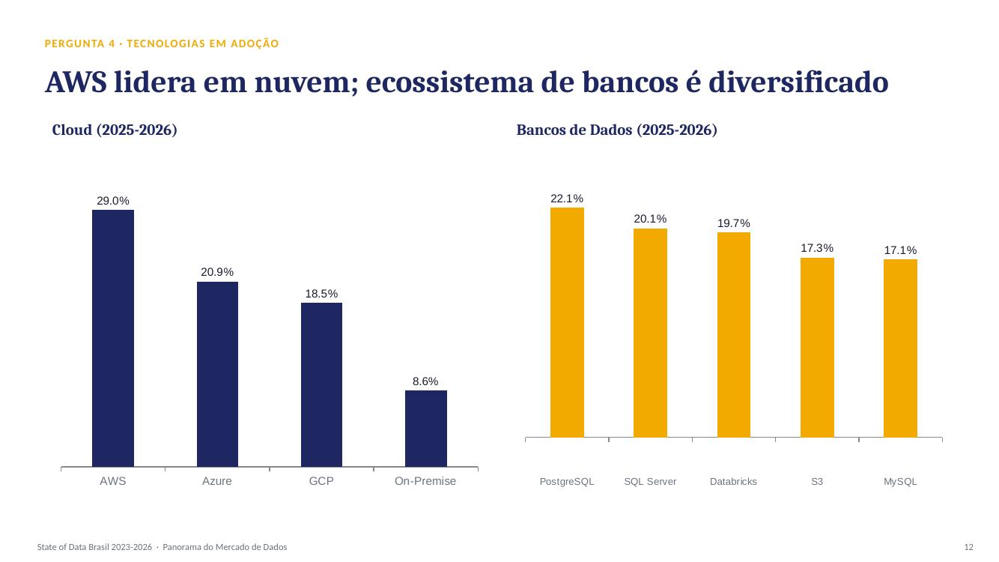 PERGUNTA 4 · TECNOLOGIAS EM ADOÇÃO
AWS lidera em nuvem; ecossistema de bancos é diversificado
Cloud (2025-2026)
29.0%
20.9%
18.5%
8.6%
AWS
Azure
GCP
On-Premise
Bancos de Dados (2025-2026)
22.1%
20.1%
19.7%
17.3%
17.1%
PostgreSQL
SQL Server
Databricks
S3
MySQL
State of Data Brasil 2023-2026 · Panorama do Mercado de Dados
12